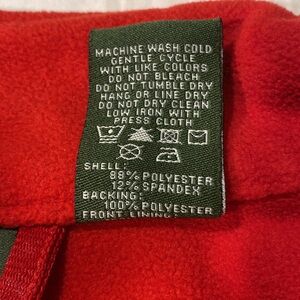 MACHINE WASH COLD
GENTLE CYCLE
WITH LIKE COLORS
DO NOT BLEACH
DO NOT TUMBLE DRY
HANG OR LINE DRY
DO NOT DRY CLEAN
LOW IRON WITH
PRESS CLOTH
SHELL:
88% POLYESTER
12% SPANDEX
BACKING:
100% POLYESTER
FRONT LINING: